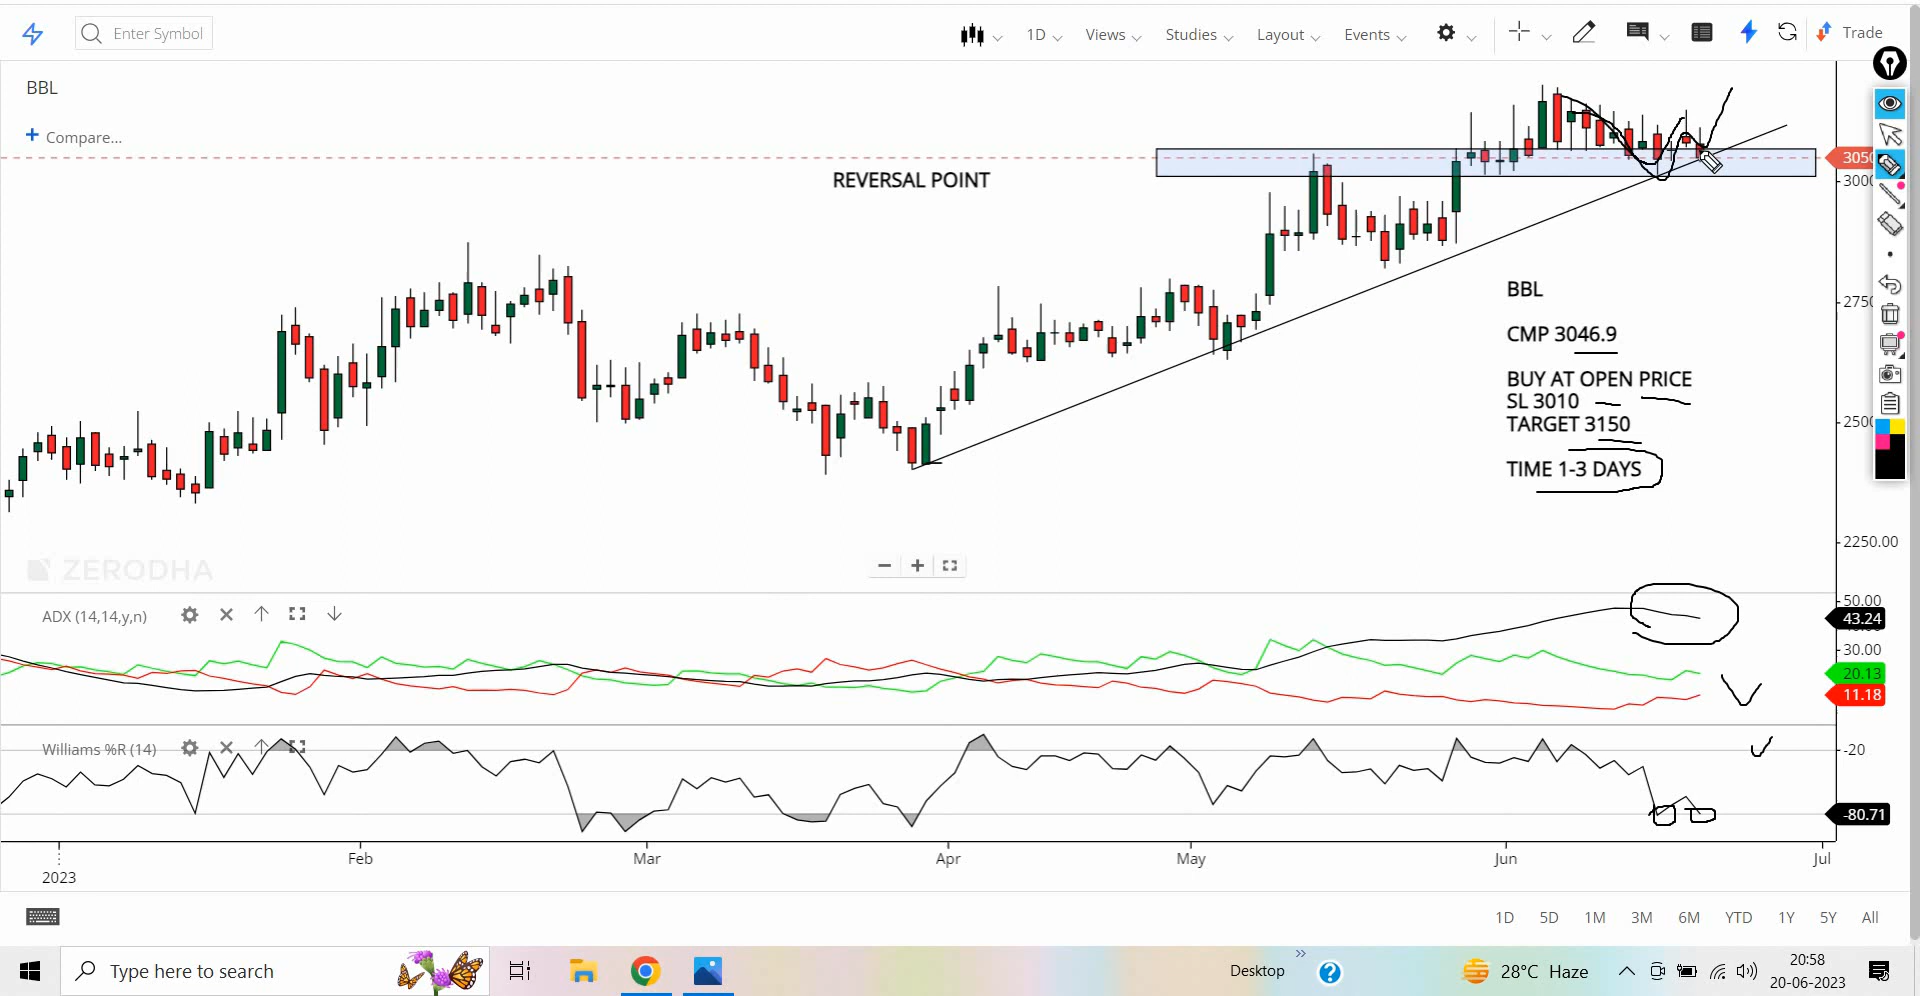 Enter Symbol
1D
Views
Studies
Layout
Events
Trade
BBL
Compare...
REVERSAL POINT
3050
3000
BBL
2750
CMP 3046.9
BUY AT OPEN PRICE
SL 3010
2500
TARGET 3150
TIME 1-3 DAYS
2250.00
ZERODHA
ADX (14,14,y,n)
50.00
43.24
30.00
20.13
11.18
Williams %R (14)
-20
-80.71
Feb Mar Apr May Jun Jul
2023
1D 5D 1M 3M 6M YTD 1Y 5Y All
Type here to search
Desktop
28°C Haze
20:58
20-06-2023